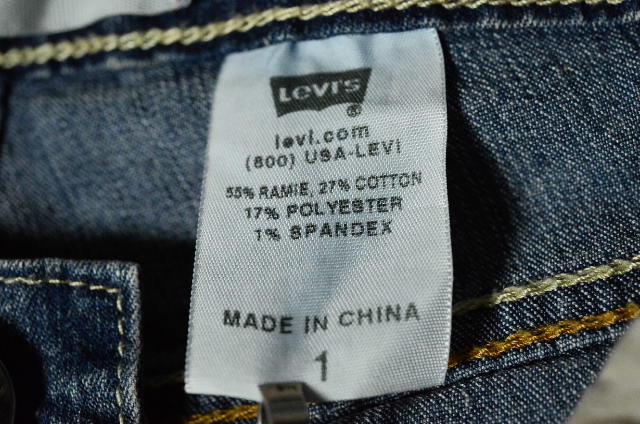 Levi's
®
levi.com
(800) USA-LEVI
55% RAMIE, 27% COTTON
17% POLYESTER
1% SPANDEX
MADE IN CHINA
1